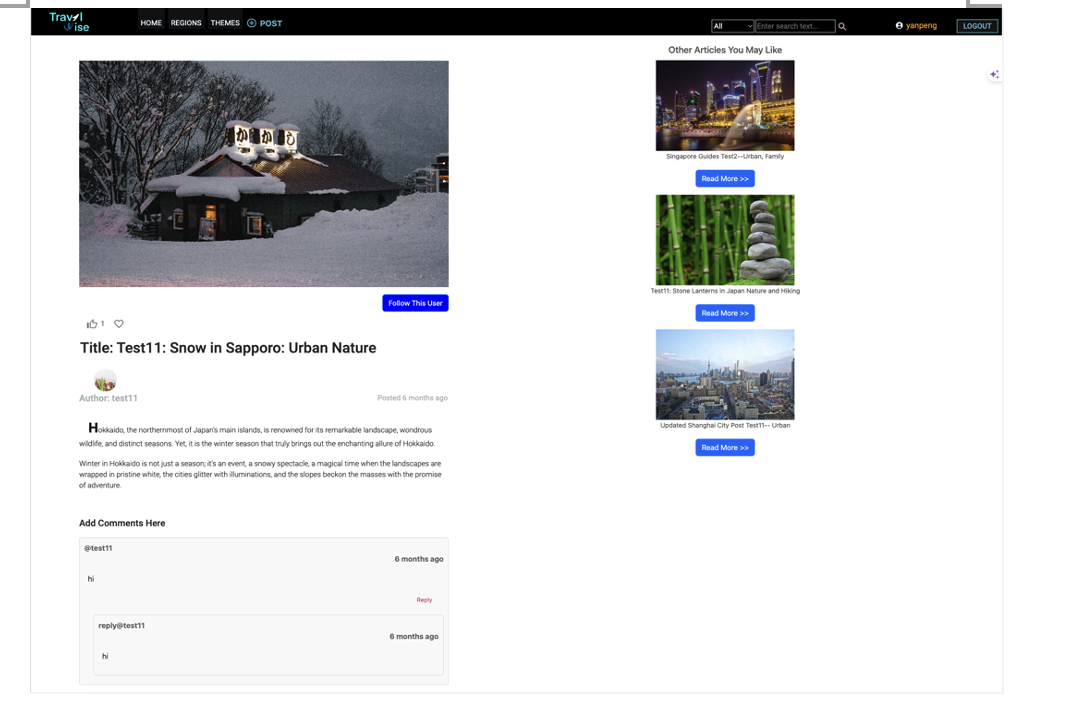 Travel
Wise
HOME REGIONS THEMES POST
All Enter search text... yanpeng LOGOUT
Other Articles You May Like
Singapore Guides Test2--Urban, Family
Read More >>
Test11: Stone Lanterns in Japan Nature and Hiking
Read More >>
Updated Shanghai City Post Test11-- Urban
Read More >>
Follow This User
1
Title: Test11: Snow in Sapporo: Urban Nature
Author: test11 Posted 6 months ago
Hokkaido, the northernmost of Japan's main islands, is renowned for its remarkable landscape, wondrous
wildlife, and distinct seasons. Yet, it is the winter season that truly brings out the enchanting allure of Hokkaido.
Winter in Hokkaido is not just a season; it's an event, a snowy spectacle, a magical time when the landscapes are
wrapped in pristine white, the cities glitter with illuminations, and the slopes beckon the masses with the promise
of adventure.
Add Comments Here
@test11
6 months ago
hi
Reply
reply@test11
6 months ago
hi